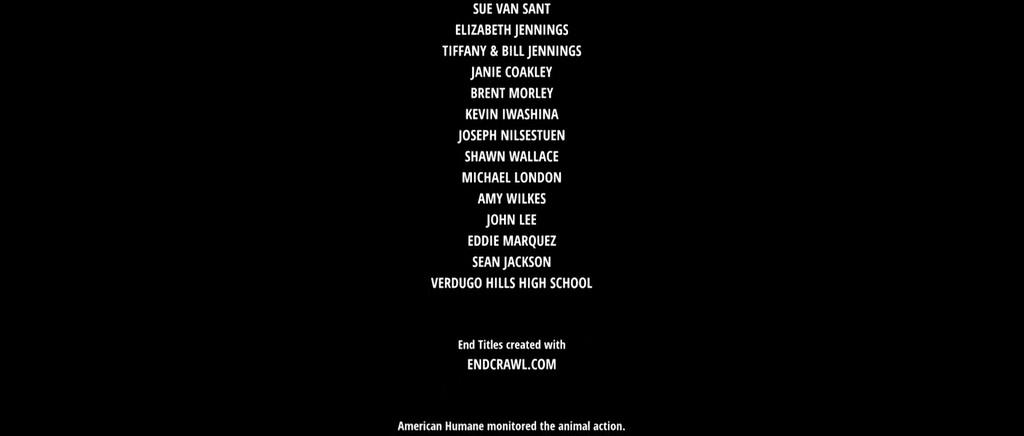 SUE VAN SANT
ELIZABETH JENNINGS
TIFFANY & BILL JENNINGS
JANIE COAKLEY
BRENT MORLEY
KEVIN IWASHINA
JOSEPH NILSESTUEN
SHAWN WALLACE
MICHAEL LONDON
AMY WILKES
JOHN LEE
EDDIE MARQUEZ
SEAN JACKSON
VERDUGO HILLS HIGH SCHOOL
End Titles created with
ENDCRAWL.COM
American Humane monitored the animal action.